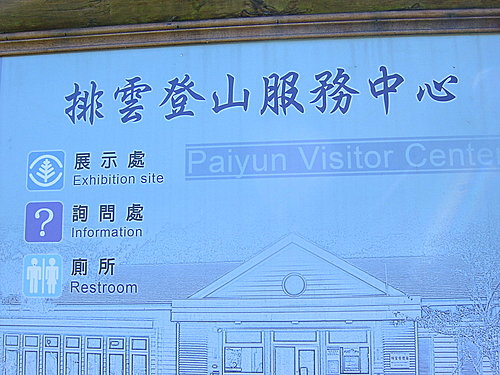 排雲登山服務中心
Paiyun Visitor Center
展示處
Exhibition site
詢問處
?
Information
廁所
Restroom